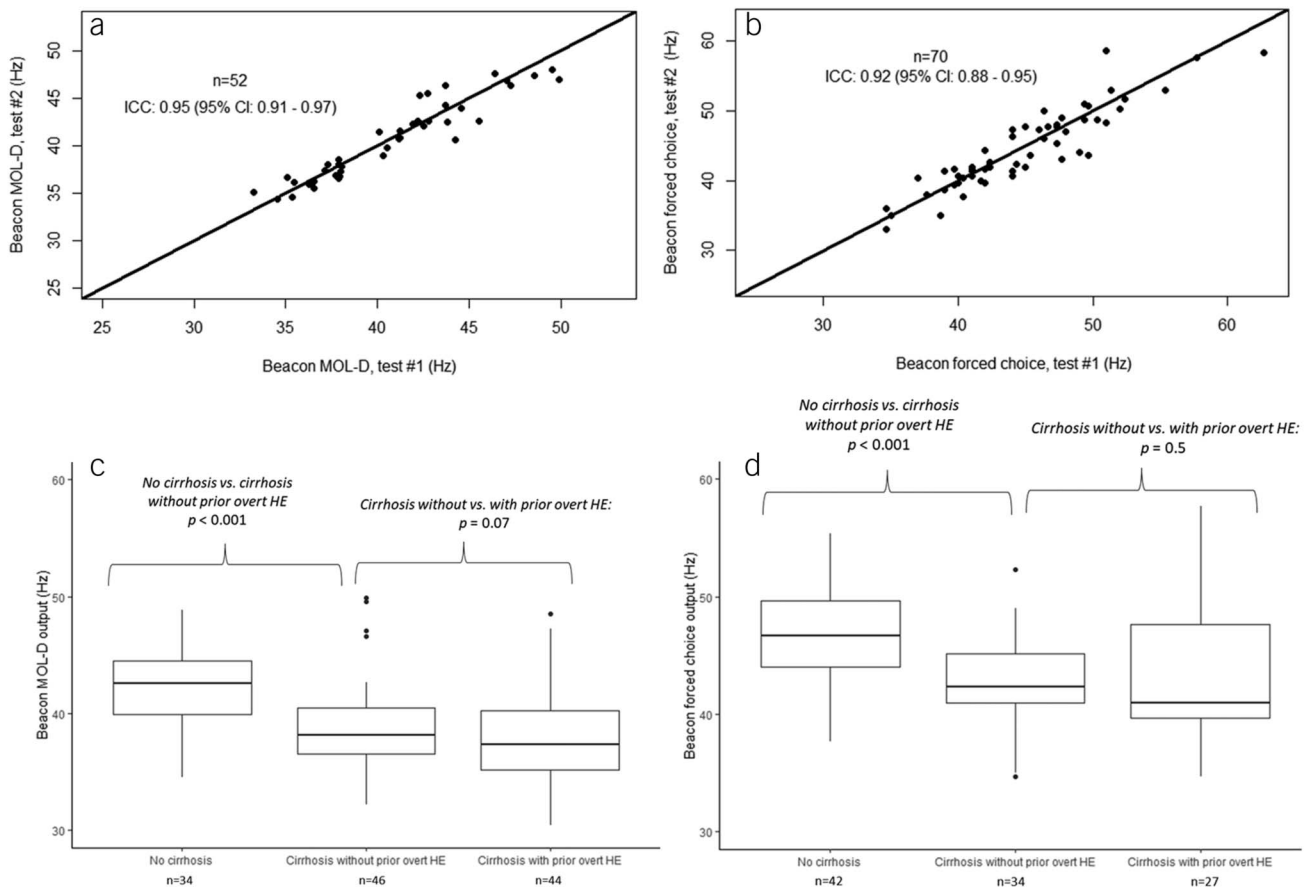 a
Beacon MOL-D, test #2 (Hz)
50
45
40
35
30
25
n=52
ICC: 0.95 (95% CI: 0.91 - 0.97)
25
30
35
40
45
50
Beacon MOL-D, test #1 (Hz)
b
Beacon forced choice, test #2 (Hz)
60
50
40
30
n=70
ICC: 0.92 (95% CI: 0.88 - 0.95)
30
40
50
60
Beacon forced choice, test #1 (Hz)
c
Beacon MOL-D output (Hz)
60
50
40
30
No cirrhosis vs. cirrhosis
without prior overt HE
p < 0.001
Cirrhosis without vs. with prior overt HE:
p = 0.07
No cirrhosis
Cirrhosis without prior overt HE
Cirrhosis with prior overt HE
n=34
n=46
n=44
d
Beacon forced choice output (Hz)
60
50
40
30
No cirrhosis vs. cirrhosis
without prior overt HE
p < 0.001
Cirrhosis without vs. with prior overt HE:
p = 0.5
No cirrhosis
Cirrhosis without prior overt HE
Cirrhosis with prior overt HE
n=42
n=34
n=27